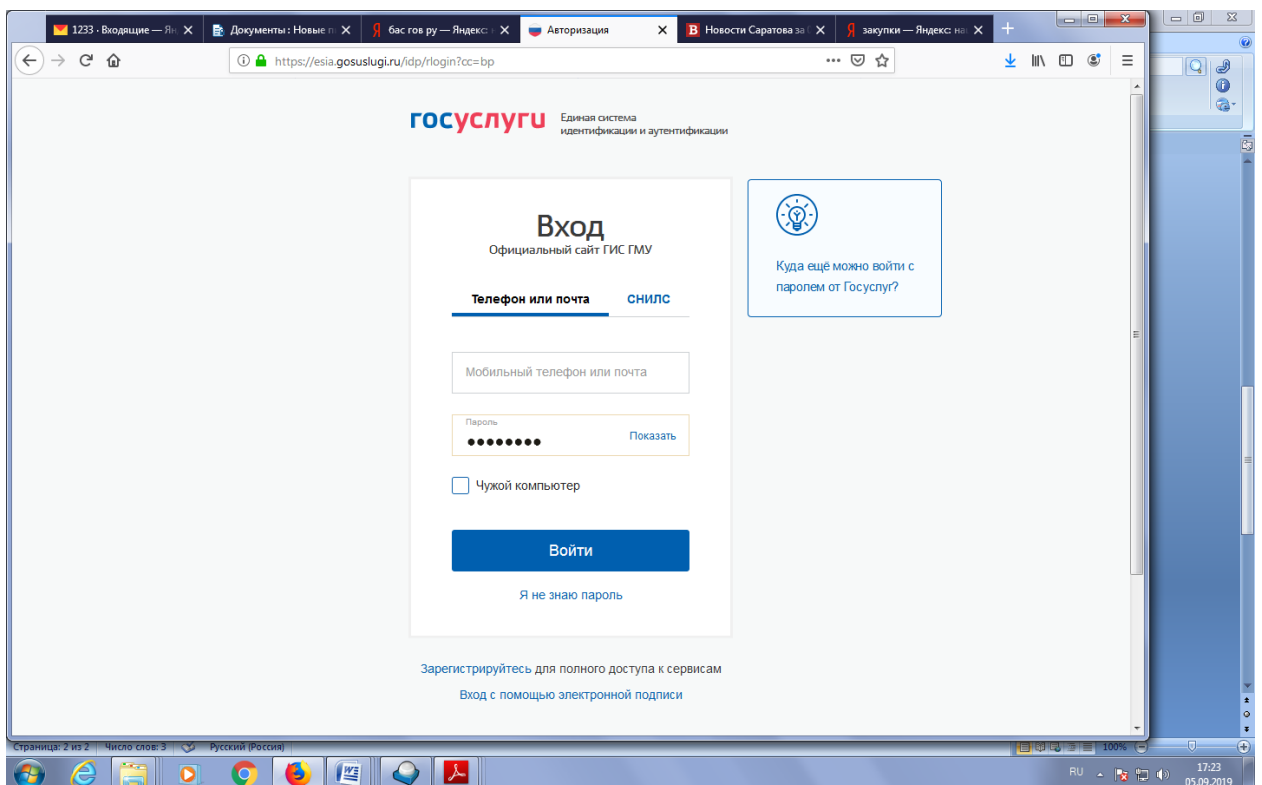 1233 · Входящие — Ян
Документы : Новые п
бас гов ру — Яндекс:
Авторизация
Новости Саратова за
закупки — Яндекс: на
https://esia.gosuslugi.ru/idp/rlogin?cc=bp
госуслуги
Единая система
идентификации и аутентификации
Вход
Официальный сайт ГИС ГМУ
Телефон или почта
СНИЛС
Мобильный телефон или почта
Пароль
Показать
Чужой компьютер
Войти
Я не знаю пароль
Куда ещё можно войти с
паролем от Госуслуг?
Зарегистрируйтесь для полного доступа к сервисам
Вход с помощью электронной подписи
Страница: 2 из 2
Число слов: 3
Русский (Россия)
100%
RU
17:23
05.09.2019